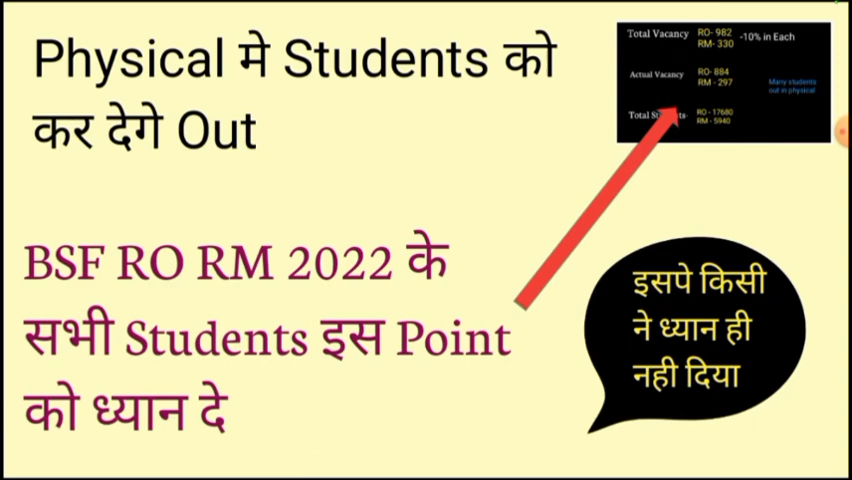 Physical मे Students को
कर देगे Out
Total Vacancy RO- 982 -10% in Each
RM- 330
Actual Vacancy RO- 884
RM - 297
Many students
out in physical
Total RO - 17680
RM - 5940
BSF RO RM 2022 के
सभी Students इस Point
को ध्यान दे
इसपे किसी
ने ध्यान ही
नही दिया